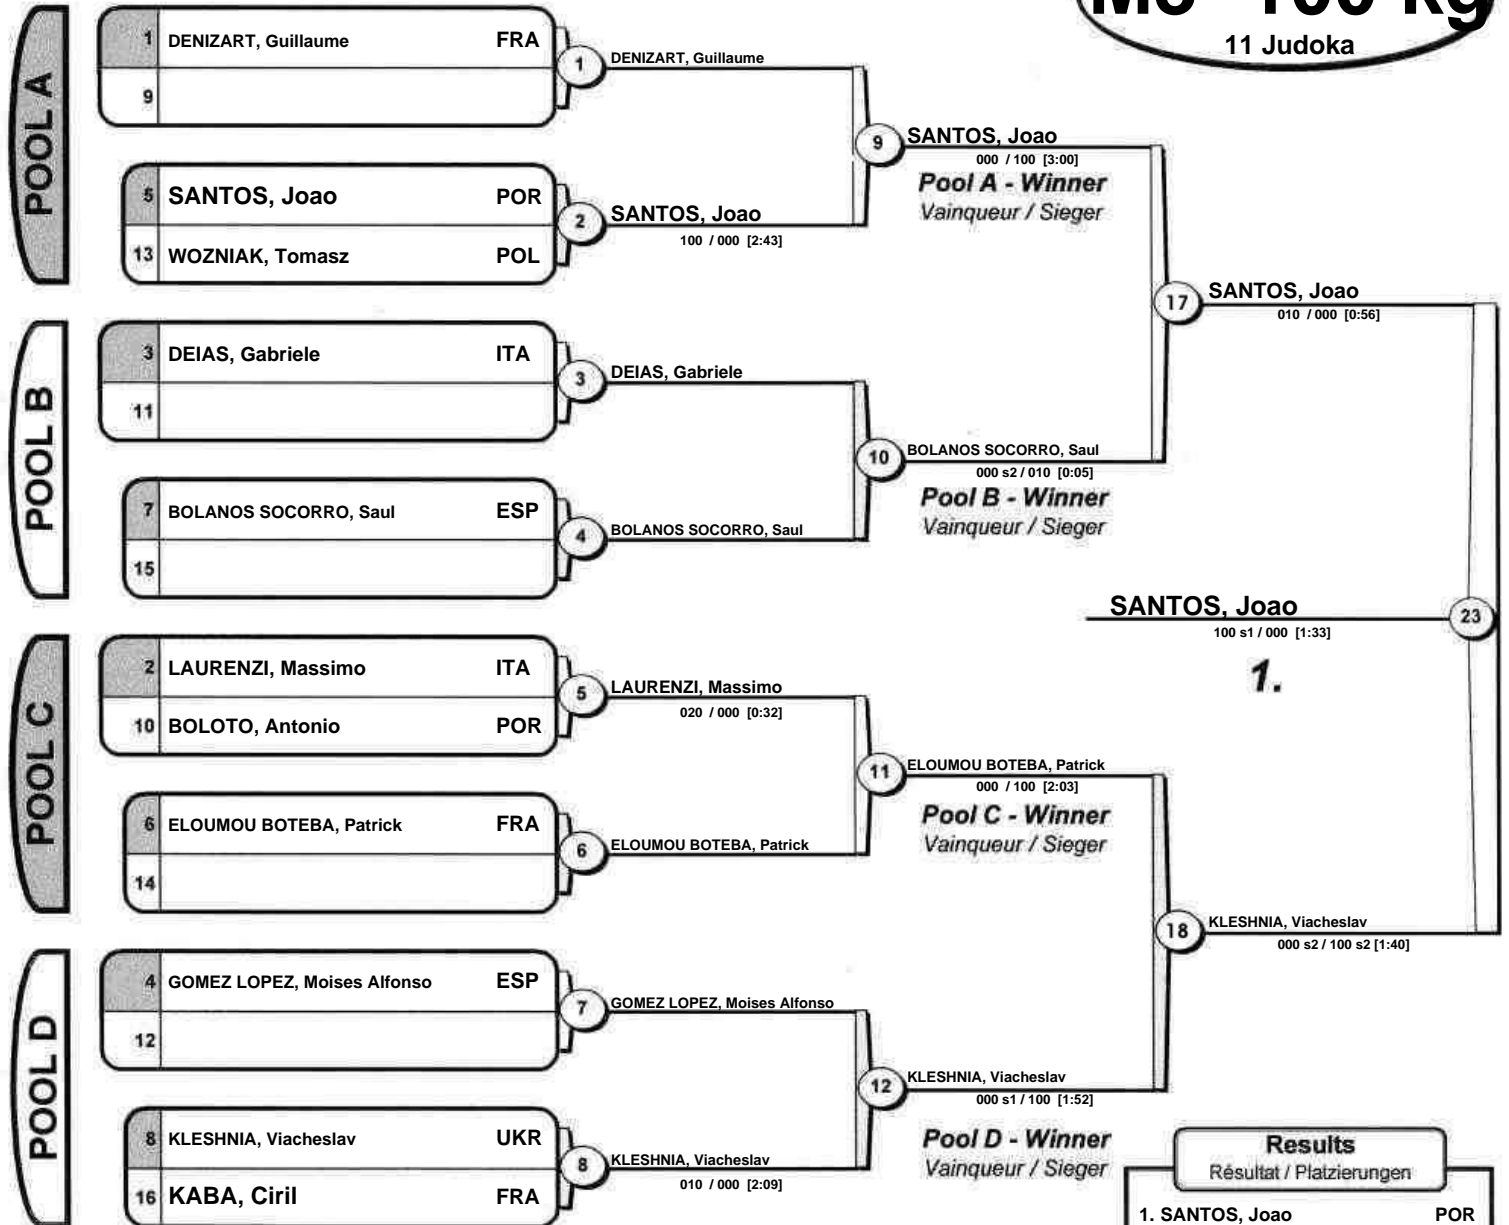 M3 -100 kg
11 Judoka
POOL A
1 DENIZART, Guillaume FRA
9
5 SANTOS, Joao POR
13 WOZNIAK, Tomasz POL
1 DENIZART, Guillaume
2 SANTOS, Joao
100 / 000 [2:43]
9 SANTOS, Joao
000 / 100 [3:00]
Pool A - Winner
Vainqueur / Sieger
POOL B
3 DEIAS, Gabriele ITA
11
7 BOLANOS SOCORRO, Saul ESP
15
3 DEIAS, Gabriele
4 BOLANOS SOCORRO, Saul
10 BOLANOS SOCORRO, Saul
000 s2 / 010 [0:05]
Pool B - Winner
Vainqueur / Sieger
17 SANTOS, Joao
010 / 000 [0:56]
SANTOS, Joao 23
100 s1 / 000 [1:33]
1.
POOL C
2 LAURENZI, Massimo ITA
10 BOLOTO, Antonio POR
6 ELOUMOU BOTEBA, Patrick FRA
14
5 LAURENZI, Massimo
020 / 000 [0:32]
6 ELOUMOU BOTEBA, Patrick
11 ELOUMOU BOTEBA, Patrick
000 / 100 [2:03]
Pool C - Winner
Vainqueur / Sieger
POOL D
4 GOMEZ LOPEZ, Moises Alfonso ESP
12
8 KLESHNIA, Viacheslav UKR
16 KABA, Ciril FRA
7 GOMEZ LOPEZ, Moises Alfonso
8 KLESHNIA, Viacheslav
010 / 000 [2:09]
12 KLESHNIA, Viacheslav
000 s1 / 100 [1:52]
Pool D - Winner
Vainqueur / Sieger
18 KLESHNIA, Viacheslav
000 s2 / 100 s2 [1:40]
Results
Résultat / Platzierungen
1. SANTOS, Joao POR